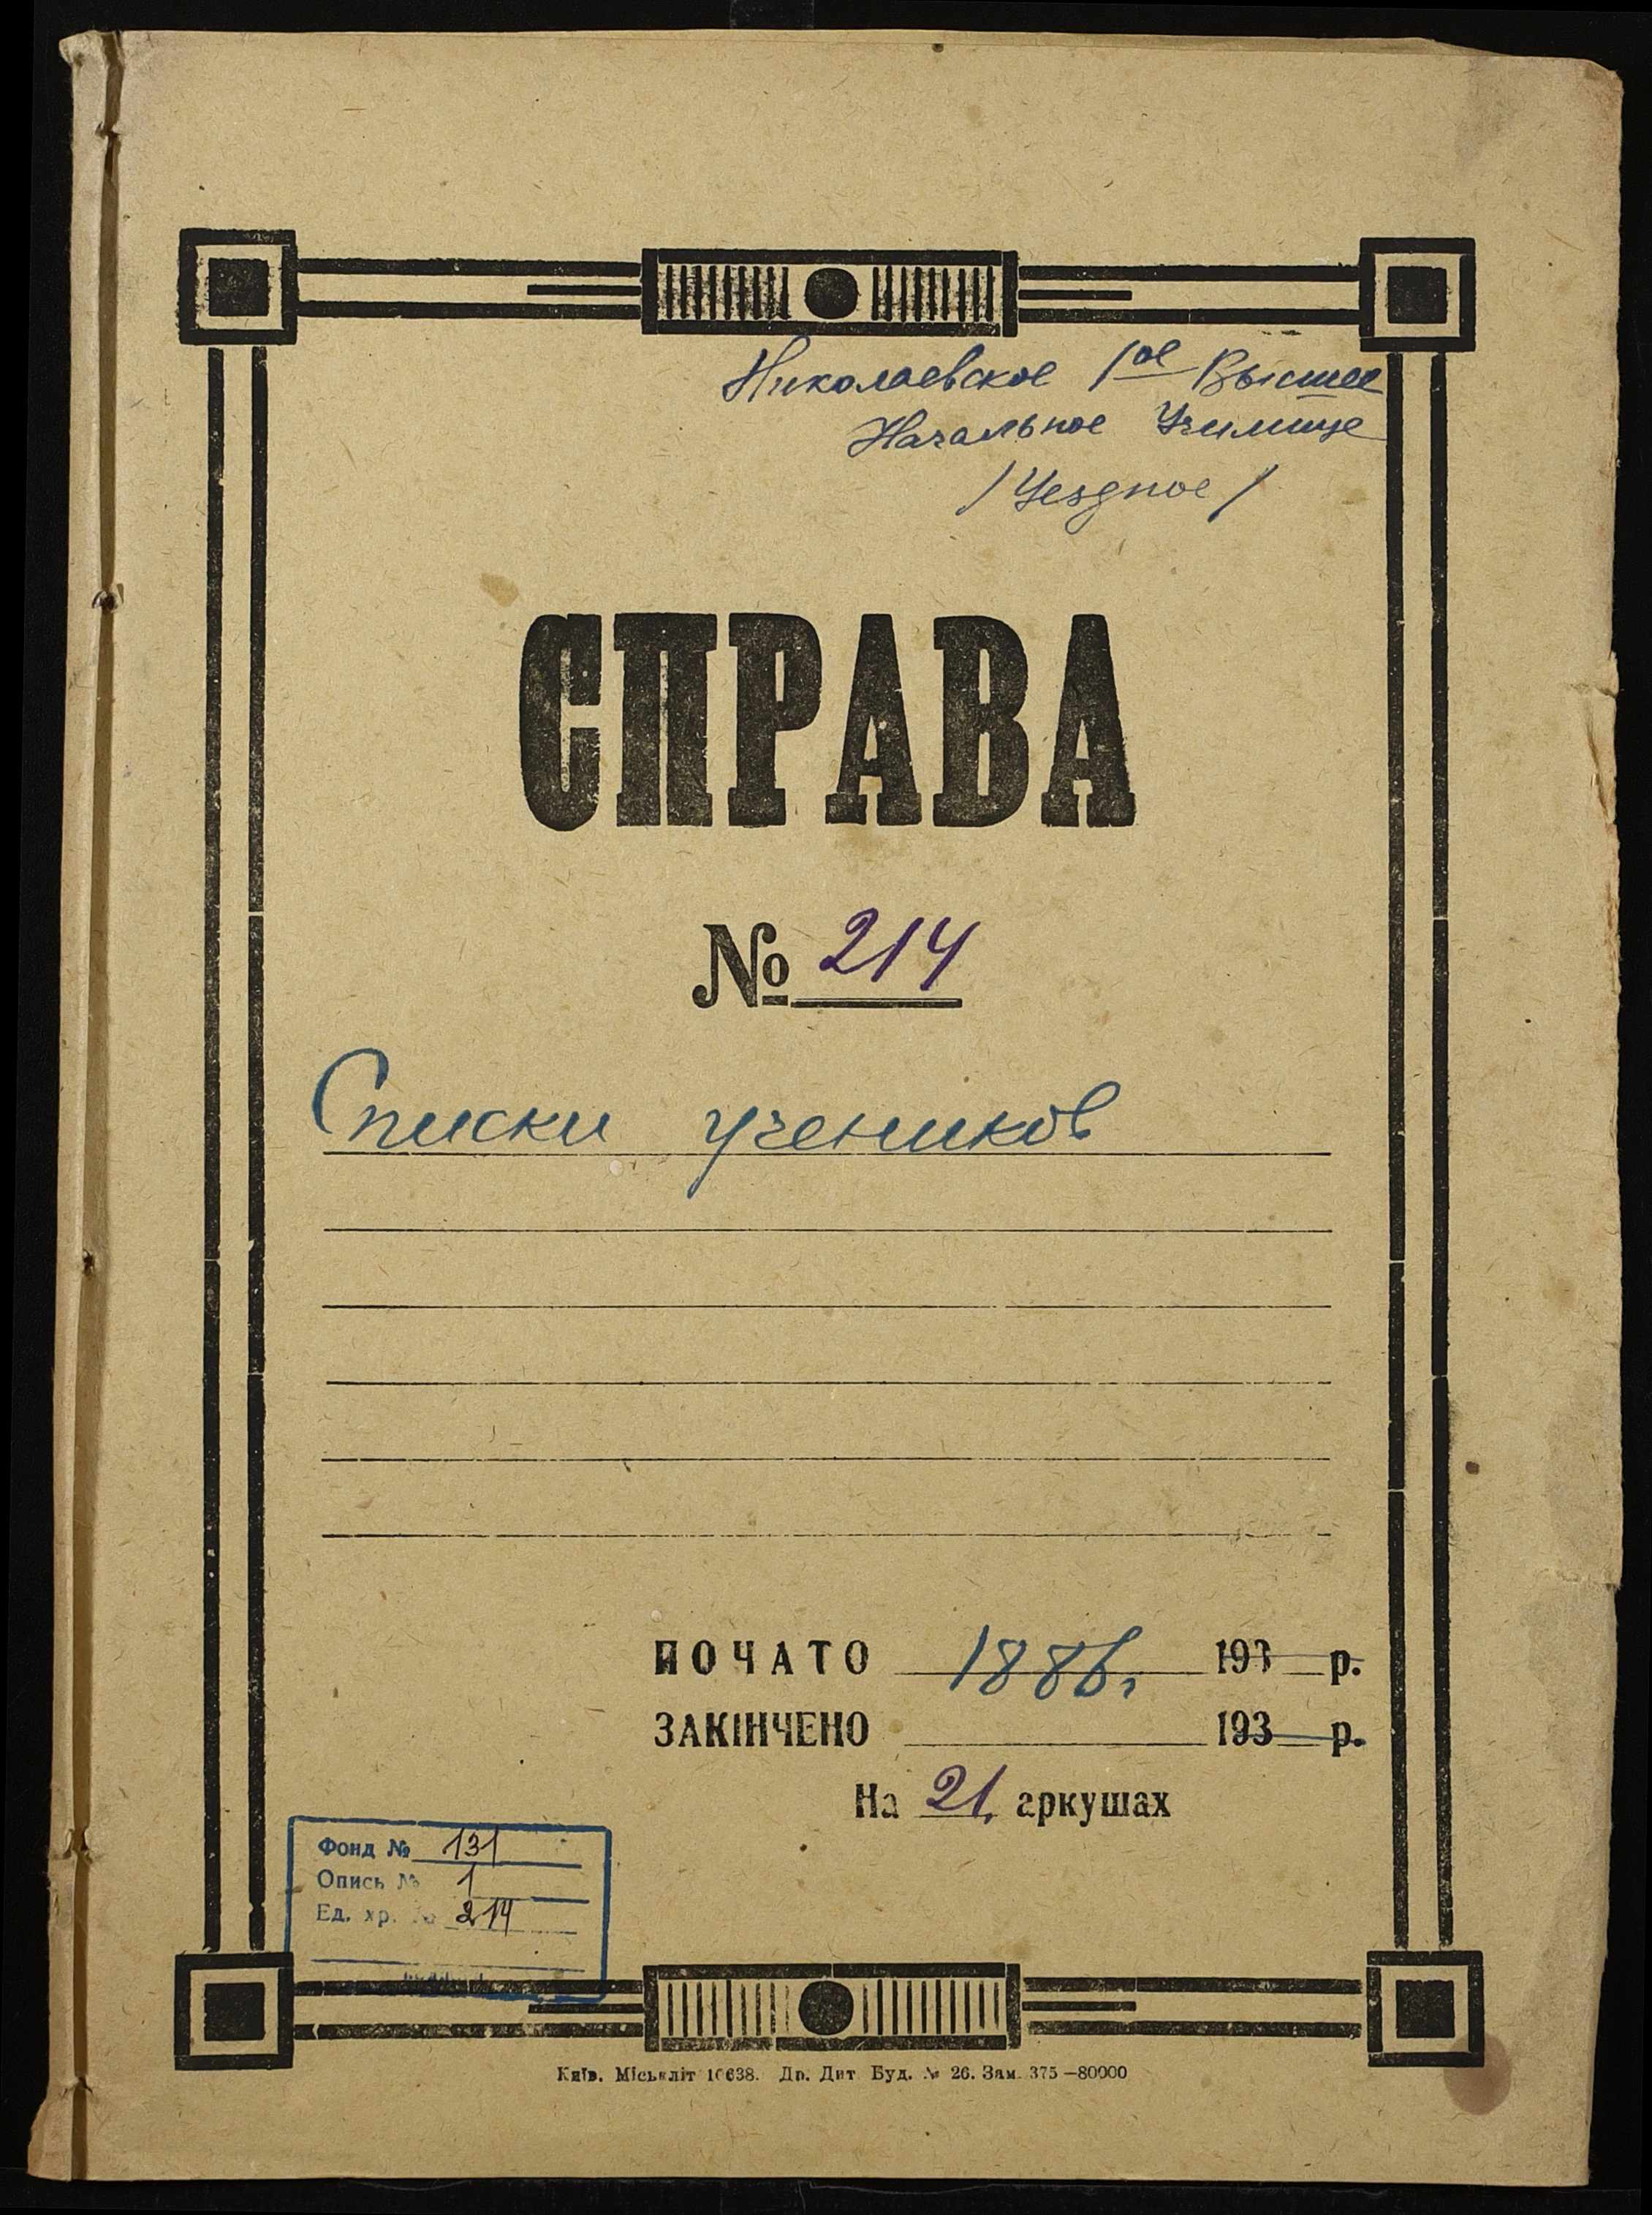 Николаевское 1ое Высшее
Начальное Училище
/Уездное/
СПРАВА
№ 214
Списки учеников
ПОЧАТО 1886, 193 р.
ЗАКІНЧЕНО 193 р.
На 21, аркушах
Фонд № 131
Опись № 1
Ед. хр. № 214
Київ. Міськліт 10638. Др. Дит Буд. № 26. Зам. 375—80000